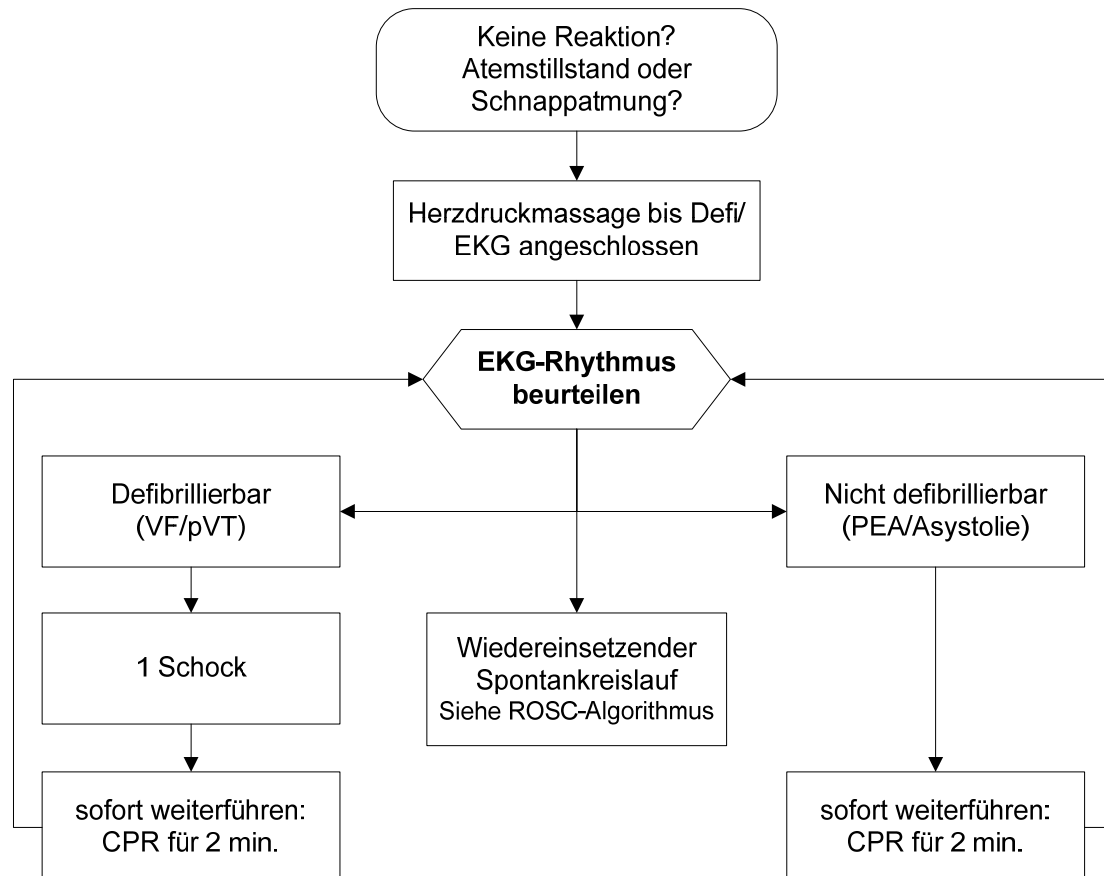 Keine Reaktion?
Atemstillstand oder
Schnappatmung?
Herzdruckmassage bis Defi/
EKG angeschlossen
EKG-Rhythmus
beurteilen
Defibrillierbar
(VF/pVT)
Nicht defibrillierbar
(PEA/Asystolie)
1 Schock
Wiedereinsetzender
Spontankreislauf
Siehe ROSC-Algorithmus
sofort weiterführen:
CPR für 2 min.
sofort weiterführen:
CPR für 2 min.